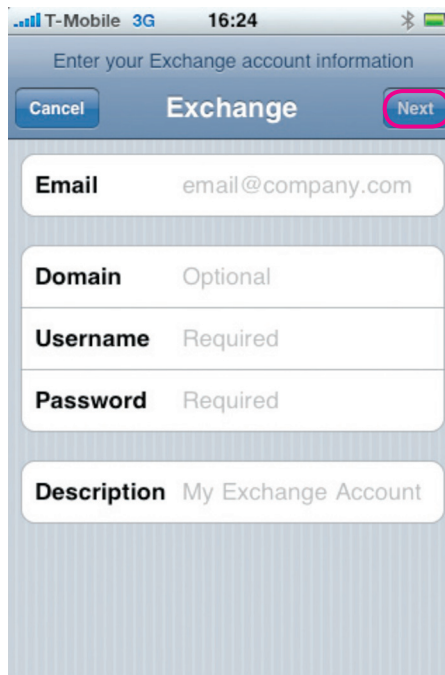 T-Mobile 3G 16:24
Enter your Exchange account information
Cancel Exchange Next
Email email@company.com
Domain Optional
Username Required
Password Required
Description My Exchange Account